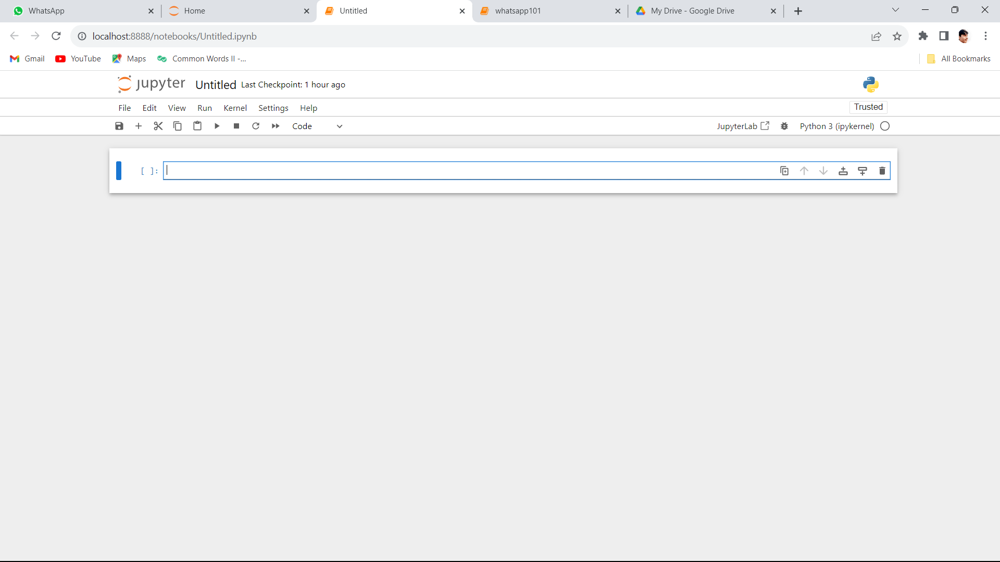 WhatsApp
Home
Untitled
whatsapp101
My Drive - Google Drive
localhost:8888/notebooks/Untitled.ipynb
Gmail
YouTube
Maps
Common Words II -...
All Bookmarks
jupyter
Untitled
Last Checkpoint: 1 hour ago
File
Edit
View
Run
Kernel
Settings
Help
Trusted
Code
JupyterLab
Python 3 (ipykernel)
[ ]: